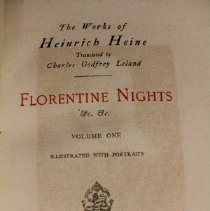 The Works of
Heinrich Heine
Translated by
Charles Godfrey Leland
FLORENTINE NIGHTS
&c. &c.
VOLUME ONE
ILLUSTRATED WITH PORTRAITS